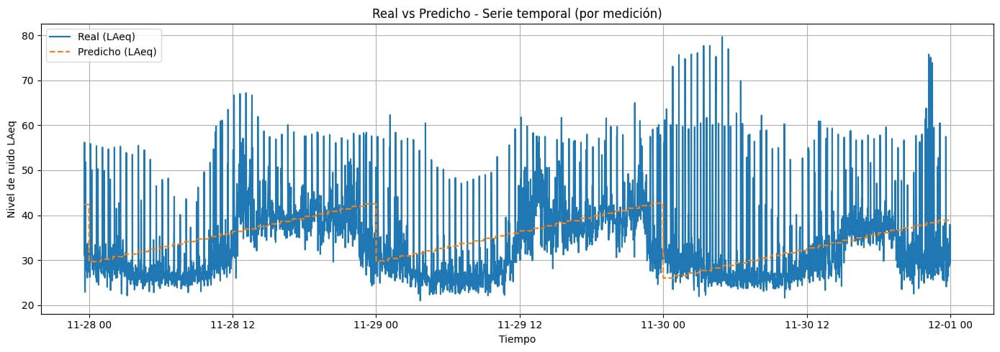 Real vs Predicho - Serie temporal (por medición)
Real (LAeq)
Predicho (LAeq)
Nivel de ruido LAeq
80
70
60
50
40
30
20
11-28 00
11-28 12
11-29 00
11-29 12
11-30 00
11-30 12
12-01 00
Tiempo